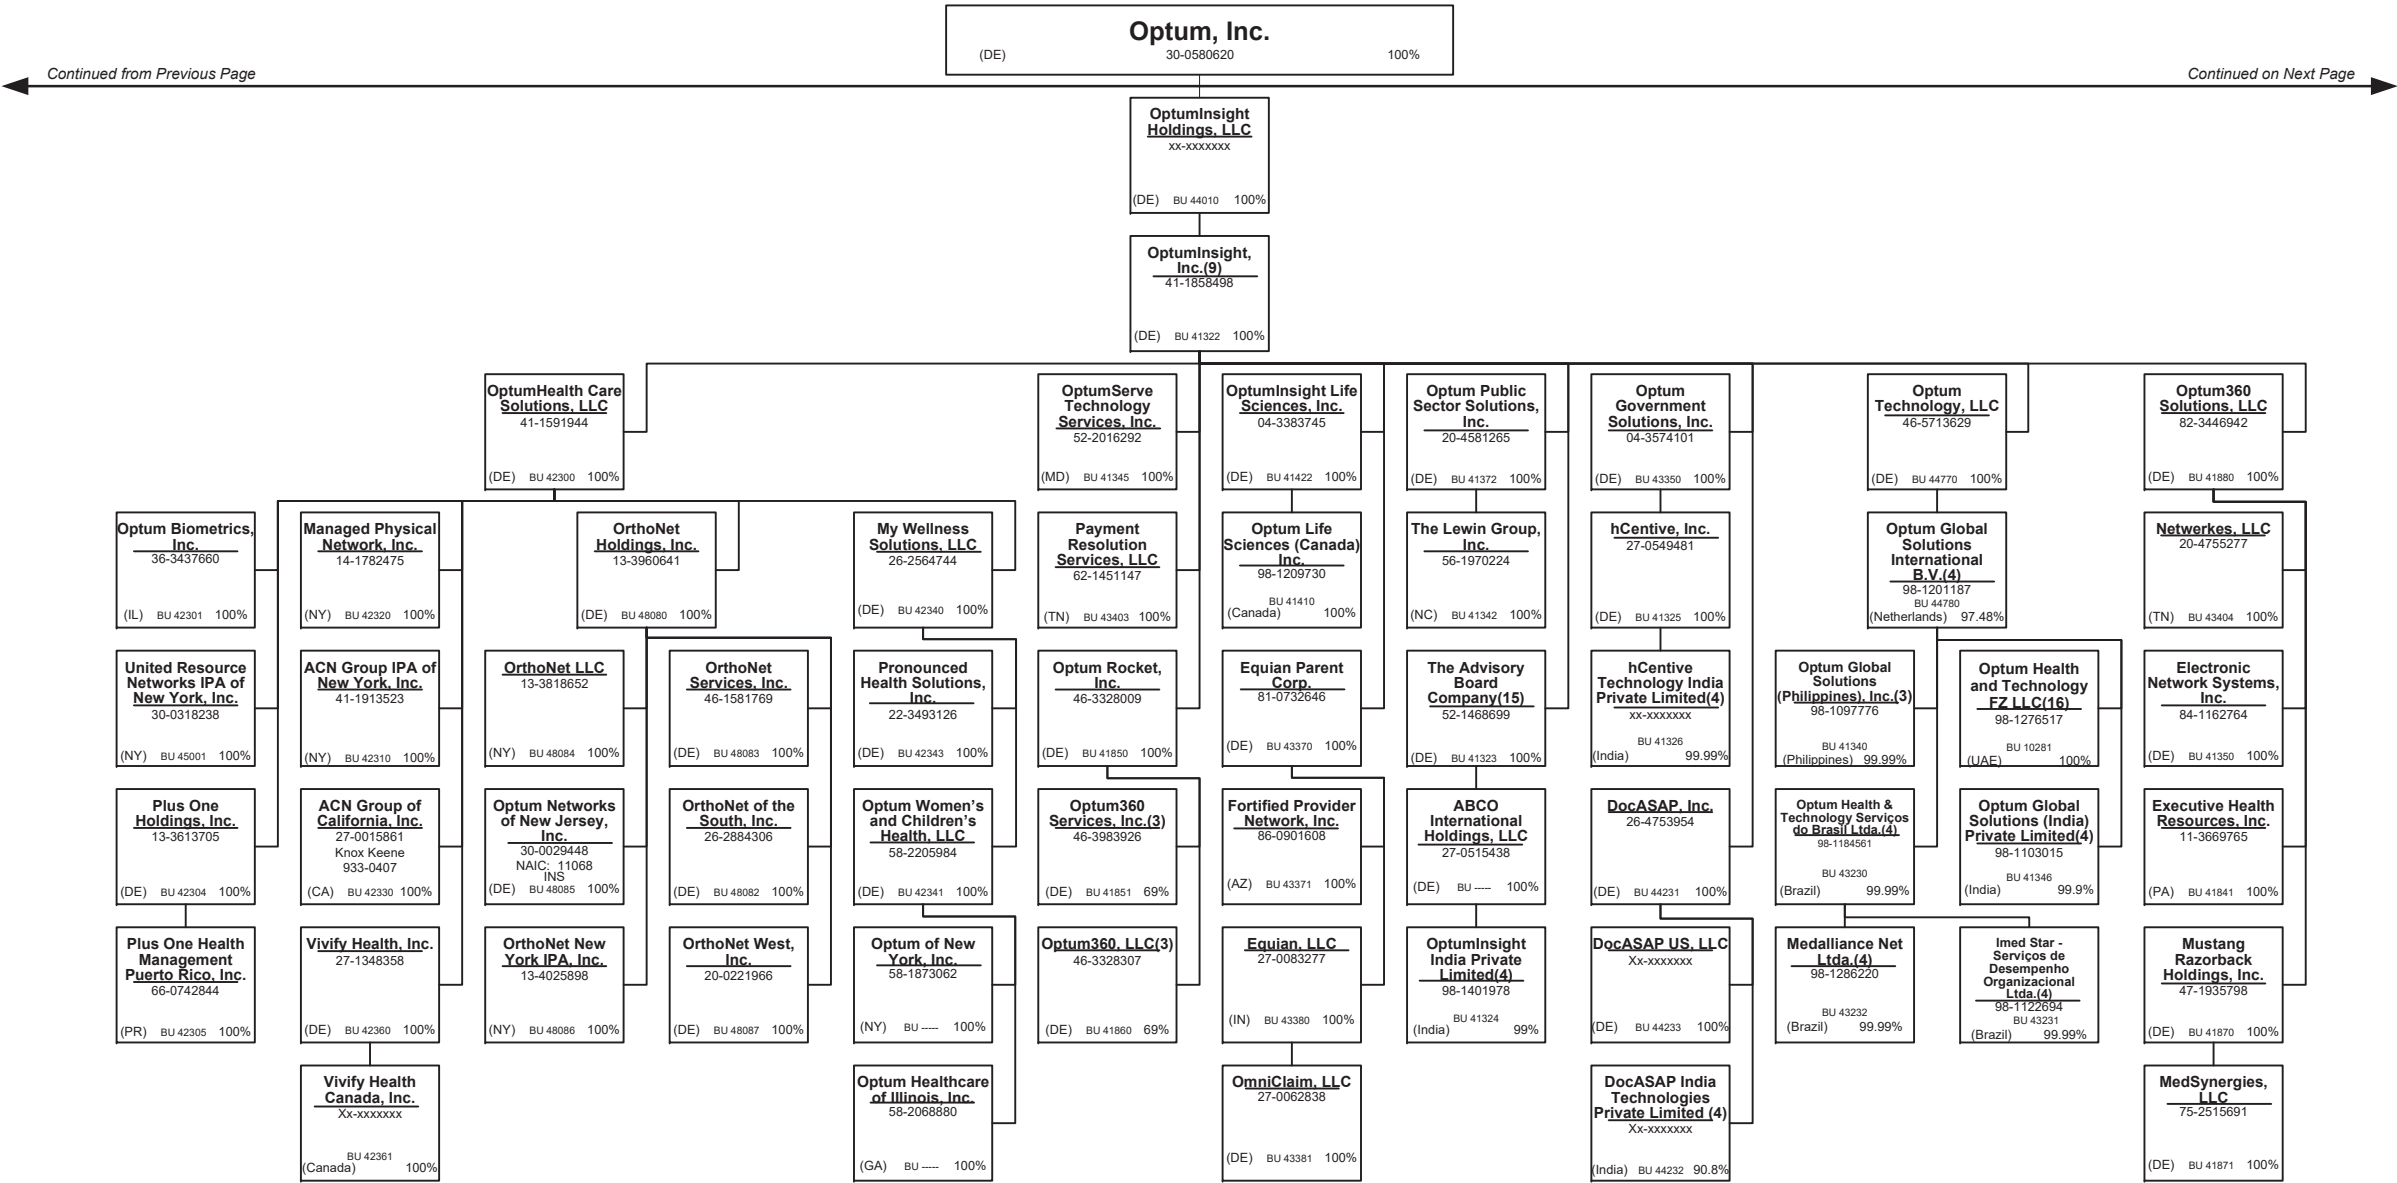 Optum, Inc.
(DE) 30-0580620 100%
Continued from Previous Page
Continued on Next Page
OptumInsight
Holdings, LLC
xx-xxxxxxx
(DE) BU 44010 100%
OptumInsight,
Inc.(9)
41-1858498
(DE) BU 41322 100%
OptumHealth Care
Solutions, LLC
41-1591944
(DE) BU 42300 100%
OptumServe
Technology
Services, Inc.
52-2016292
(MD) BU 41345 100%
OptumInsight Life
Sciences, Inc.
04-3383745
(DE) BU 41422 100%
Optum Public
Sector Solutions,
Inc.
20-4581265
(DE) BU 41372 100%
Optum
Government
Solutions, Inc.
04-3574101
(DE) BU 43350 100%
Optum
Technology, LLC
46-5713629
(DE) BU 44770 100%
Optum360
Solutions, LLC
82-3446942
(DE) BU 41880 100%
Optum Biometrics,
Inc.
36-3437660
(IL) BU 42301 100%
Managed Physical
Network, Inc.
14-1782475
(NY) BU 42320 100%
OrthoNet
Holdings, Inc.
13-3960641
(DE) BU 48080 100%
My Wellness
Solutions, LLC
26-2564744
(DE) BU 42340 100%
Payment
Resolution
Services, LLC
62-1451147
(TN) BU 43403 100%
Optum Life
Sciences (Canada)
Inc.
98-1209730
BU 41410
(Canada) 100%
The Lewin Group,
Inc.
56-1970224
(NC) BU 41342 100%
hCentive, Inc.
27-0549481
(DE) BU 41325 100%
Optum Global
Solutions
International
B.V.(4)
98-1201187
BU 44780
(Netherlands) 97.48%
Netwerkes, LLC
20-4755277
(TN) BU 43404 100%
United Resource
Networks IPA of
New York, Inc.
30-0318238
(NY) BU 45001 100%
ACN Group IPA of
New York, Inc.
41-1913523
(NY) BU 42310 100%
OrthoNet LLC
13-3818652
(NY) BU 48084 100%
OrthoNet
Services, Inc.
46-1581769
(DE) BU 48083 100%
Pronounced
Health Solutions,
Inc.
22-3493126
(DE) BU 42343 100%
Optum Rocket,
Inc.
46-3328009
(DE) BU 41850 100%
Equian Parent
Corp.
81-0732646
(DE) BU 43370 100%
The Advisory
Board
Company(15)
52-1468699
(DE) BU 41323 100%
hCentive
Technology India
Private Limited(4)
xx-xxxxxxx
BU 41326
(India) 99.99%
Optum Global
Solutions
(Philippines), Inc.(3)
98-1097776
BU 41340
(Philippines) 99.99%
Optum Health
and Technology
FZ LLC(16)
98-1276517
BU 10281
(UAE) 100%
Electronic
Network Systems,
Inc.
84-1162764
(DE) BU 41350 100%
Plus One
Holdings, Inc.
13-3613705
(DE) BU 42304 100%
ACN Group of
California, Inc.
27-0015861
Knox Keene
933-0407
(CA) BU 42330 100%
Optum Networks
of New Jersey,
Inc.
30-0029448
NAIC: 11068
INS
(DE) BU 48085 100%
OrthoNet of the
South, Inc.
26-2884306
(DE) BU 48082 100%
Optum Women's
and Children's
Health, LLC
58-2205984
(DE) BU 42341 100%
Optum360
Services, Inc.(3)
46-3983926
(DE) BU 41851 69%
Fortified Provider
Network, Inc.
86-0901608
(AZ) BU 43371 100%
ABCO
International
Holdings, LLC
27-0515438
(DE) BU ----- 100%
DocASAP, Inc.
26-4753954
(DE) BU 44231 100%
Optum Health &
Technology Serviços
do Brasil Ltda.(4)
98-1184561
BU 43230
(Brazil) 99.99%
Optum Global
Solutions (India)
Private Limited(4)
98-1103015
BU 41346
(India) 99.9%
Executive Health
Resources, Inc.
11-3669765
(PA) BU 41841 100%
Plus One Health
Management
Puerto Rico, Inc.
66-0742844
(PR) BU 42305 100%
Vivify Health, Inc.
27-1348358
(DE) BU 42360 100%
OrthoNet New
York IPA, Inc.
13-4025898
(NY) BU 48086 100%
OrthoNet West,
Inc.
20-0221966
(DE) BU 48087 100%
Optum of New
York, Inc.
58-1873062
(NY) BU ----- 100%
Optum360, LLC(3)
46-3328307
(DE) BU 41860 69%
Equian, LLC
27-0083277
(IN) BU 43380 100%
OptumInsight
India Private
Limited(4)
98-1401978
BU 41324
(India) 99%
DocASAP US, LLC
Xx-xxxxxxx
(DE) BU 44233 100%
Medalliance Net
Ltda.(4)
98-1286220
BU 43232
(Brazil) 99.99%
Imed Star -
Serviços de
Desempenho
Organizacional
Ltda.(4)
98-1122694
BU 43231
(Brazil) 99.99%
Mustang
Razorback
Holdings, Inc.
47-1935798
(DE) BU 41870 100%
Vivify Health
Canada, Inc.
Xx-xxxxxxx
BU 42361
(Canada) 100%
Optum Healthcare
of Illinois, Inc.
58-2068880
(GA) BU ----- 100%
OmniClaim, LLC
27-0062838
(DE) BU 43381 100%
DocASAP India
Technologies
Private Limited (4)
Xx-xxxxxxx
(India) BU 44232 90.8%
MedSynergies,
LLC
75-2515691
(DE) BU 41871 100%